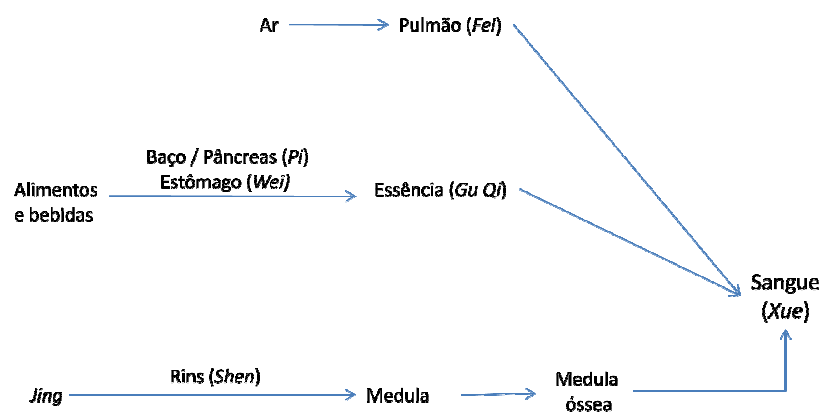 Ar
Pulmão (Fei)
Baço / Pâncreas (Pi)
Estômago (Wei)
Alimentos
e bebidas
Essência (Gu Qi)
Sangue
(Xue)
Rins (Shen)
Jing
Medula
Medula
óssea